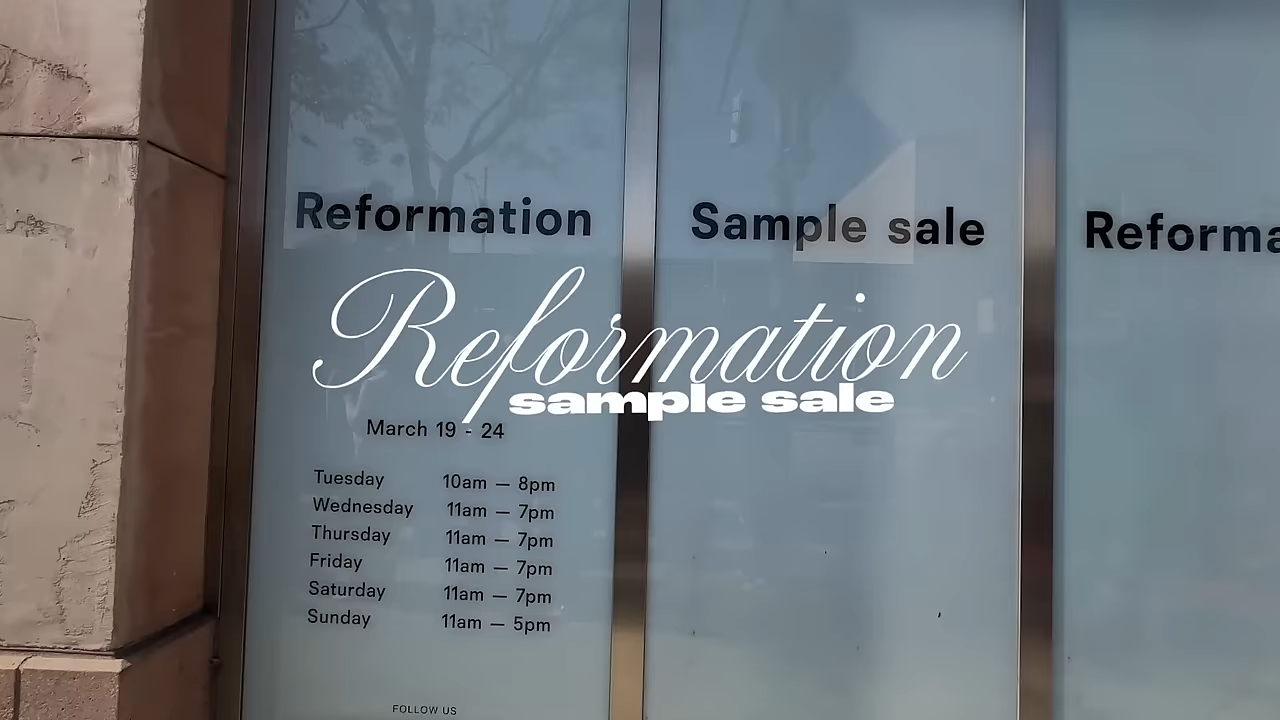 Reformation
Sample sale
Reforma
Reformation
sample sale
March 19 - 24
Tuesday 10am — 8pm
Wednesday 11am — 7pm
Thursday 11am — 7pm
Friday 11am — 7pm
Saturday 11am — 7pm
Sunday 11am — 5pm
FOLLOW US